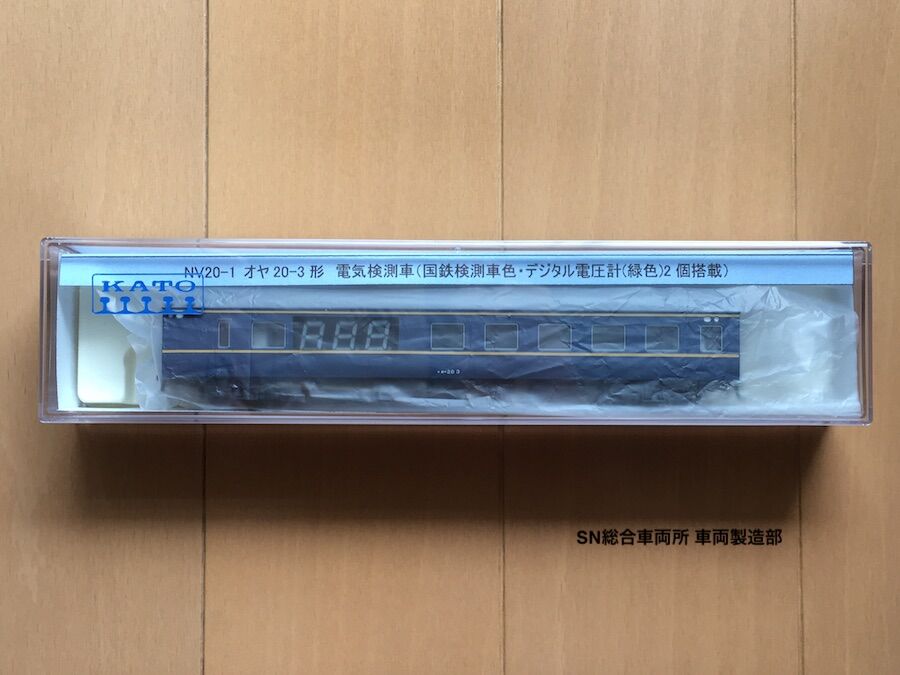 NV20-1 オヤ 20-3 形 電気検測車(国鉄検測車色・デジタル電圧計(緑色)2 個搭載)
KATO
888
SN総合車両所 車両製造部